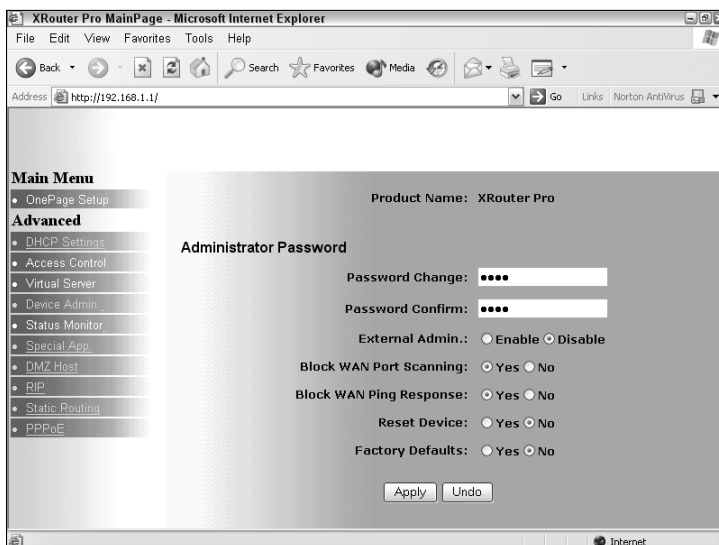 XRouter Pro MainPage - Microsoft Internet Explorer
File Edit View Favorites Tools Help
Back Search Favorites Media
Address http://192.168.1.1/ Go Links Norton AntiVirus
Main Menu
OnePage Setup
Advanced
DHCP Settings
Access Control
Virtual Server
Device Admin.
Status Monitor
Special App.
DMZ Host
RIP
Static Routing
PPPoE
Product Name: XRouter Pro
Administrator Password
Password Change: ••••
Password Confirm: ••••
External Admin.: Enable Disable
Block WAN Port Scanning: Yes No
Block WAN Ping Response: Yes No
Reset Device: Yes No
Factory Defaults: Yes No
Apply Undo
Internet